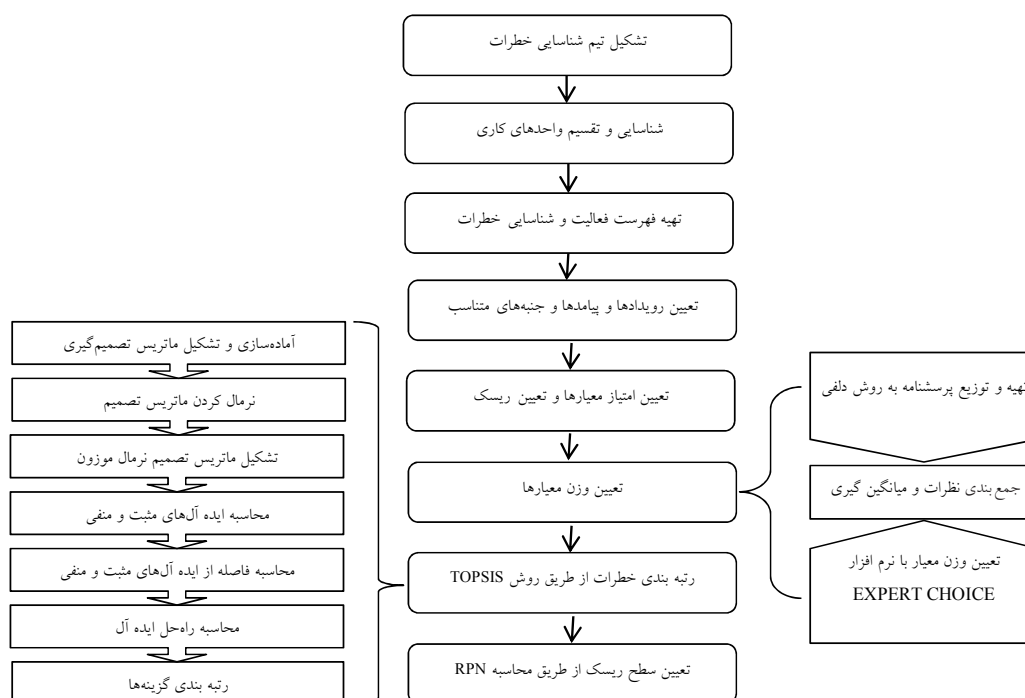 تشکیل تیم شناسایی خطرات
شناسایی و تقسیم واحدهای کاری
تهیه فهرست فعالیت و شناسایی خطرات
تعیین رویدادها و پیامدها و جنبه‌های متناسب
تعیین امتیاز معیارها و تعیین ریسک
تعیین وزن معیارها
رتبه بندی خطرات از طریق روش TOPSIS
تعیین سطح ریسک از طریق محاسبه RPN
تهیه و توزیع پرسشنامه به روش دلفی
جمع بندی نظرات و میانگین گیری
تعیین وزن معیار با نرم افزار
EXPERT CHOICE
آماده‌سازی و تشکیل ماتریس تصمیم‌گیری
نرمال کردن ماتریس تصمیم
تشکیل ماتریس تصمیم نرمال موزون
محاسبه ایده آل‌های مثبت و منفی
محاسبه فاصله از ایده آل‌های مثبت و منفی
محاسبه راه‌حل ایده آل
رتبه بندی گزینه‌ها